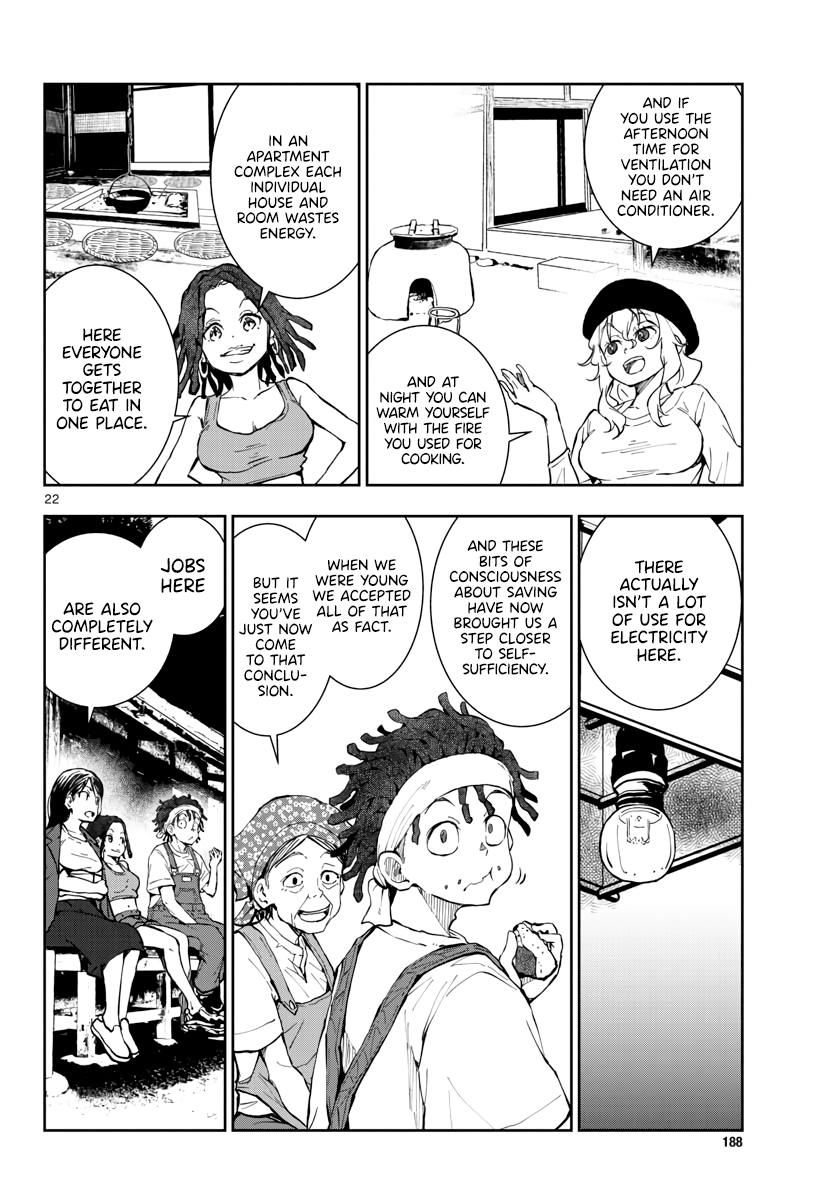 AND IF
YOU USE THE
AFTERNOON
TIME FOR
VENTILATION
YOU DON'T
NEED AN AIR
CONDITIONER.
AND AT
NIGHT YOU CAN
WARM YOURSELF
WITH THE FIRE
YOU USED FOR
COOKING.
IN AN
APARTMENT
COMPLEX EACH
INDIVIDUAL
HOUSE AND
ROOM WASTES
ENERGY.
HERE
EVERYONE
GETS
TOGETHER
TO EAT IN
ONE PLACE.
22
THERE
ACTUALLY
ISN'T A LOT
OF USE FOR
ELECTRICITY
HERE.
AND THESE
BITS OF
CONSCIOUSNESS
ABOUT SAVING
HAVE NOW
BROUGHT US A
STEP CLOSER
TO SELF-
SUFFICIENCY.
WHEN WE
WERE YOUNG
WE ACCEPTED
ALL OF THAT
AS FACT.
BUT IT
SEEMS
YOU'VE
JUST NOW
COME
TO THAT
CONCLU-
SION.
JOBS
HERE
ARE ALSO
COMPLETELY
DIFFERENT.
188